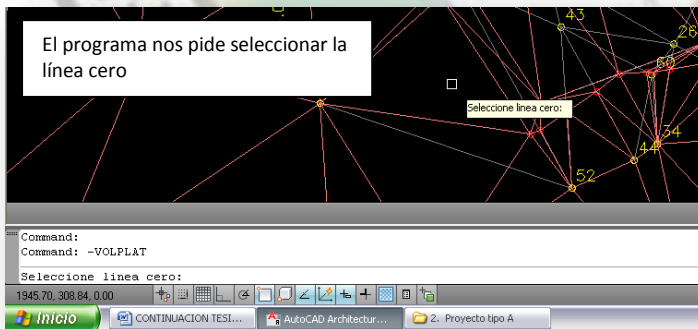 El programa nos pide seleccionar la
línea cero
43
26
60
Seleccione linea cero:
34
44
52
Command:
Command: -VOLPLAT
Seleccione linea cero:
1945.70, 308.84, 0.00
Inicio
CONTINUACION TESI...
AutoCAD Architectur...
2. Proyecto tipo A